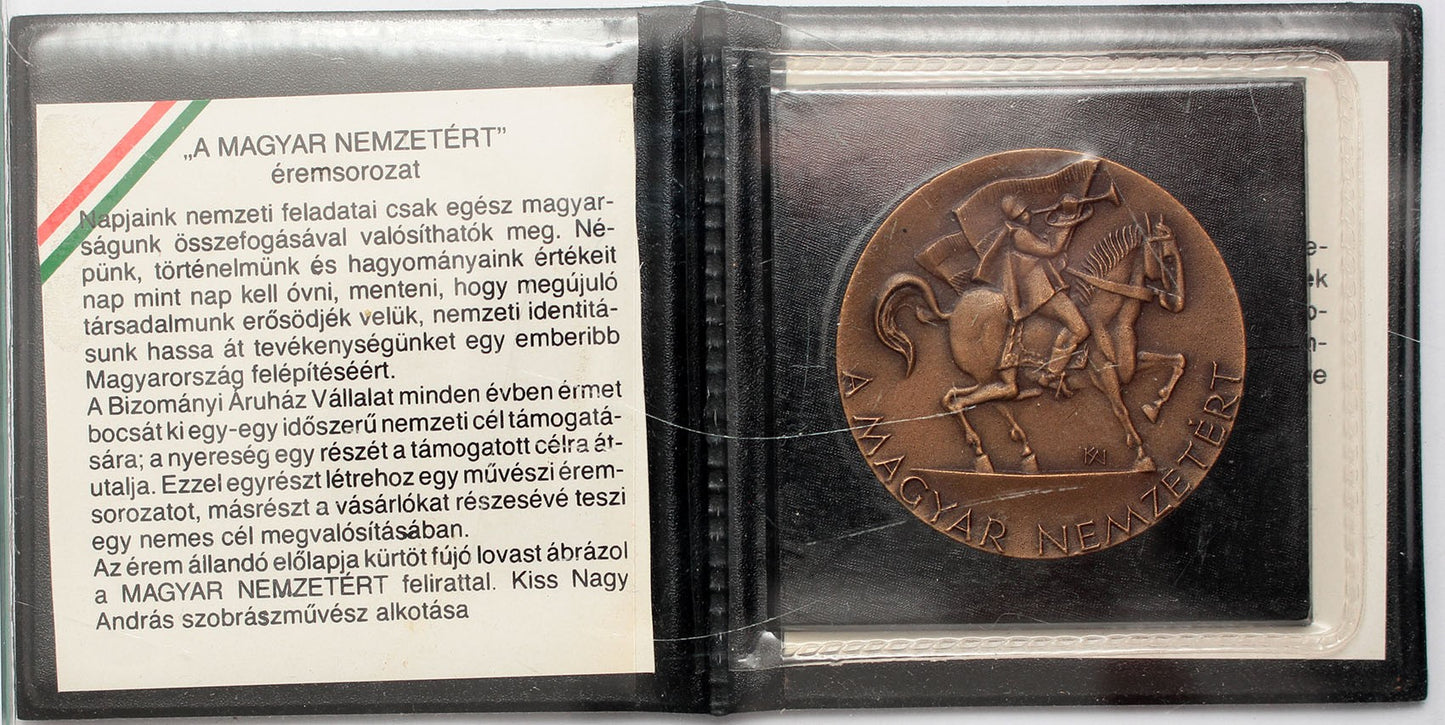 „A MAGYAR NEMZETÉRT”
éremsorozat
Napjaink nemzeti feladatai csak egész magyar-
ságunk összefogásával valósíthatók meg. Né-
pünk, történelmünk és hagyományaink értékeit
nap mint nap kell óvni, menteni, hogy megújuló
társadalmunk erősödjék velük, nemzeti identitá-
sunk hassa át tevékenységünket egy emberibb
Magyarország felépítéséért.
A Bizományi Áruház Vállalat minden évben érmet
bocsát ki egy-egy időszerű nemzeti cél támogatá-
sára; a nyereség egy részét a támogatott célra át-
utalja. Ezzel egyrészt létrehoz egy művészi érem-
sorozatot, másrészt a vásárlókat részesévé teszi
egy nemes cél megvalósításában.
Az érem állandó előlapja kürtöt fújó lovast ábrázol
a MAGYAR NEMZETÉRT felirattal. Kiss Nagy
András szobrászművész alkotása
A MAGYAR NEMZETÉRT